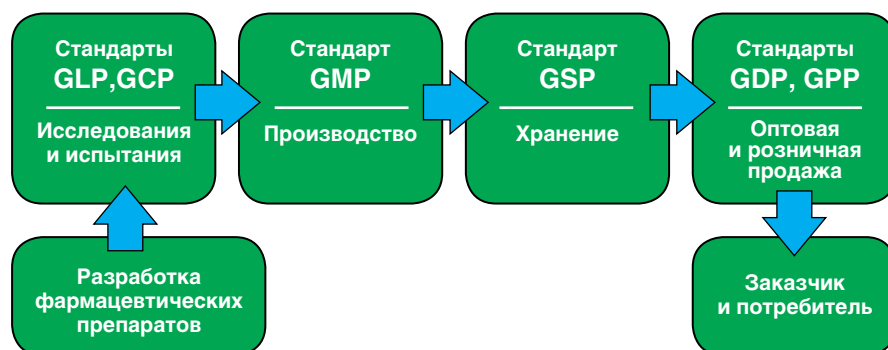 Стандарты
GLP,GCP
Исследования
и испытания
Стандарт
GMP
Производство
Стандарт
GSP
Хранение
Стандарты
GDP, GPP
Оптовая
и розничная
продажа
Разработка
фармацевтических
препаратов
Заказчик
и потребитель